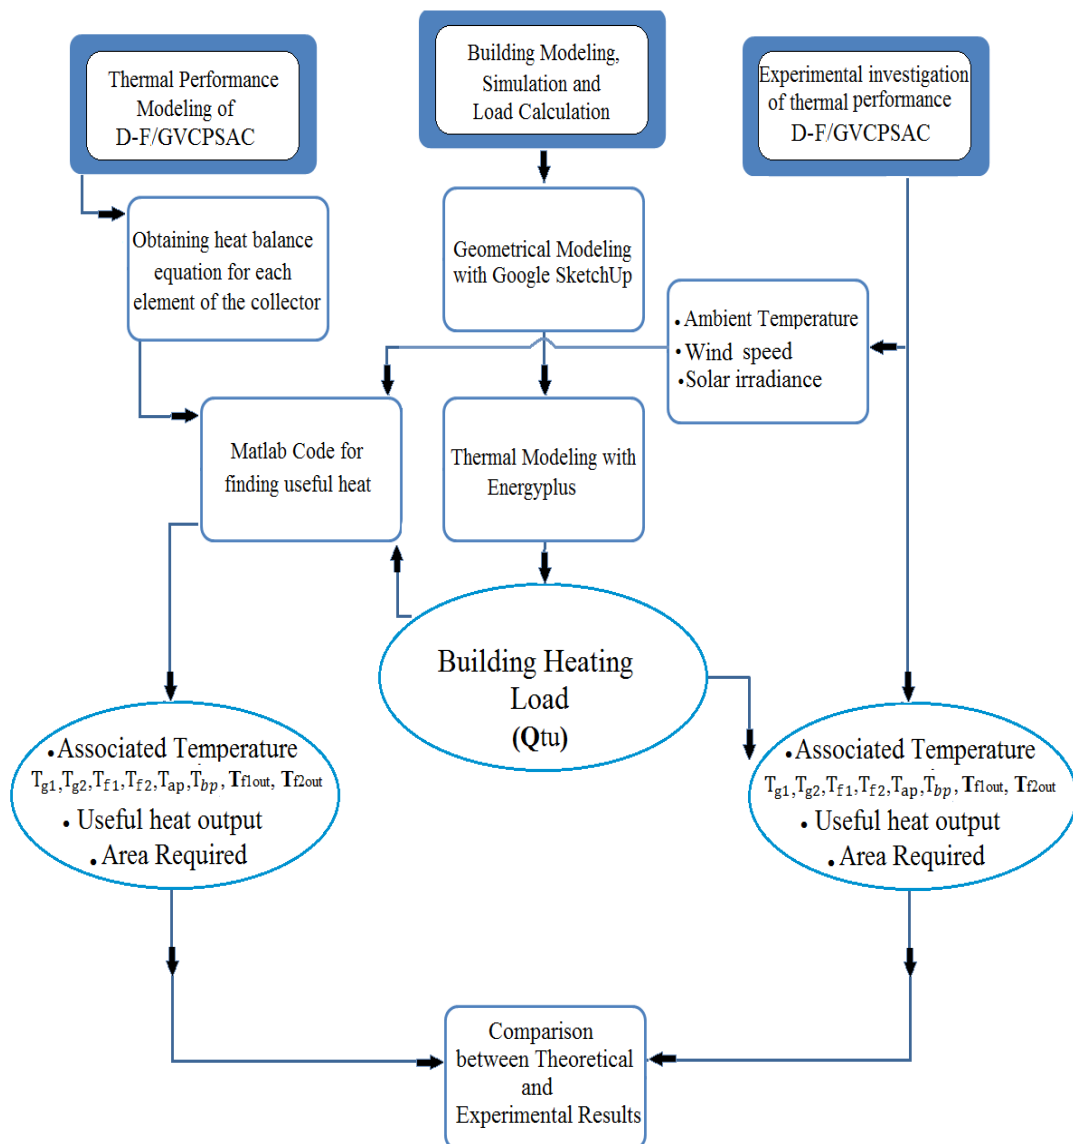 Thermal Performance
Modeling of
D-F/GVCPSAC
Building Modeling,
Simulation and
Load Calculation
Experimental investigation
of thermal performance
D-F/GVCPSAC
Obtaining heat balance
equation for each
element of the collector
Geometrical Modeling
with Google SketchUp
• Ambient Temperature
• Wind speed
• Solar irradiance
Matlab Code for
finding useful heat
Thermal Modeling with
Energyplus
Building Heating
Load
(Qtu)
• Associated Temperature
Tg1,Tg2,Tf1,Tf2,Tap,Tbp, Tf1out, Tf2out
• Useful heat output
• Area Required
• Associated Temperature
Tg1,Tg2,Tf1,Tf2,Tap,Tbp, Tf1out, Tf2out
• Useful heat output
• Area Required
Comparison
between Theoretical
and
Experimental Results